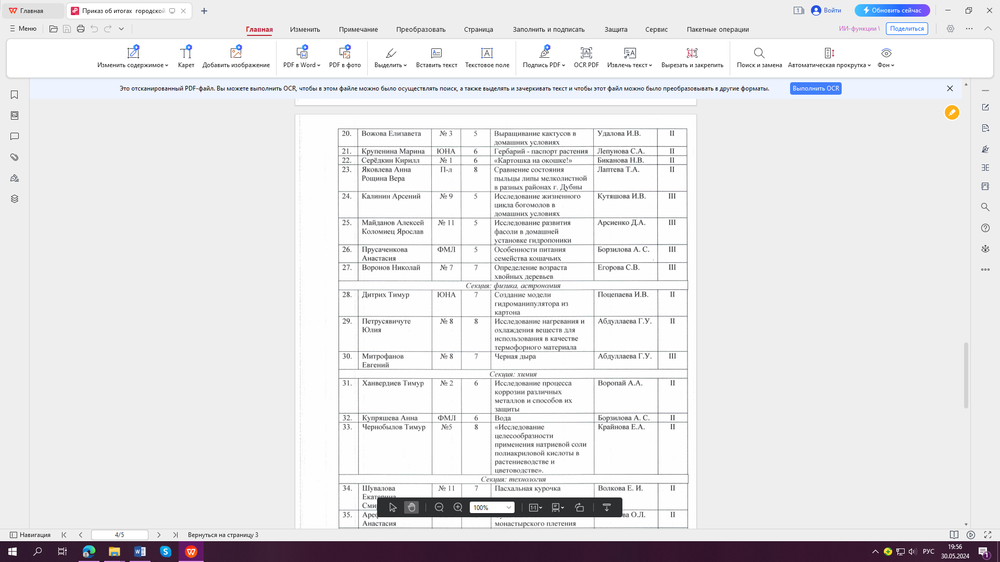 Главная
Приказ об итогах городской
Войти
Обновить сейчас
Меню
Главная
Изменить
Примечание
Преобразовать
Страница
Заполнить и подписать
Защита
Сервис
Пакетные операции
ИИ-функции \
Поделиться
Изменить содержимое
Карет
Добавить изображение
PDF в Word
PDF в фото
Выделить
Вставить текст
Текстовое поле
Подпись PDF
OCR PDF
Извлечь текст
Вырезать и закрепить
Поиск и замена
Автоматическая прокрутка
Фон
Это отсканированный PDF-файл. Вы можете выполнить OCR, чтобы в этом файле можно было осуществлять поиск, а также выделять и зачеркивать текст и чтобы этот файл можно было преобразовывать в другие форматы.
Выполнить OCR
20. Вожова Елизавета № 3 5 Выращивание кактусов в Удалова И.В. II
домашних условиях
21. Крупенина Марина ЮНА 6 Гербарий - паспорт растения Лепунова С.А. II
22. Серёдкин Кирилл № 1 6 «Картошка на окошке!» Биканова Н.В. II
23. Яковлева Анна П-л 8 Сравнение состояния Лаптева Т.А. II
Рощина Вера пыльцы липы мелколистной
в разных районах г. Дубны
24. Калинин Арсений № 9 5 Исследование жизненного Кутяшова И.В. III
цикла богомолов в
домашних условиях
25. Майданов Алексей № 11 5 Исследование развития Арсиенко Д.А. III
Коломиец Ярослав фасоли в домашней
установке гидропоники
26. Прусаченкова ФМЛ 5 Особенности питания Борзилова А. С. III
Анастасия семейства кошачьих
27. Воронов Николай № 7 7 Определение возраста Егорова С.В. III
хвойных деревьев
Секция: физика, астрономия
28. Дитрих Тимур ЮНА 7 Создание модели Поцепаева И.В. II
гидроманипулятора из
картона
29. Петрусявичуте № 8 8 Исследование нагревания и Абдуллаева Г.У. II
Юлия охлаждения веществ для
использования в качестве
термофорного материала
30. Митрофанов № 8 7 Черная дыра Абдуллаева Г.У. III
Евгений
Секция: химия
31. Ханвердиев Тимур № 2 6 Исследование процесса Воропай А.А. II
коррозии различных
металлов и способов их
защиты
32. Купряшева Анна ФМЛ 6 Вода Борзилова А. С. II
33. Чернобылов Тимур №5 8 «Исследование Крайнова Е.А. II
целесообразности
применения натриевой соли
полиакриловой кислоты в
растениеводстве и
цветоводстве».
Секция: технология
34. Шувалова № 11 7 Пасхальная курочка Волкова Е. И. II
Екатерина
35. О.Л. II
Анастасия монастырского плетения
100%
Навигация
4/5
Вернуться на страницу 3
РУС
19:56
30.05.2024
1